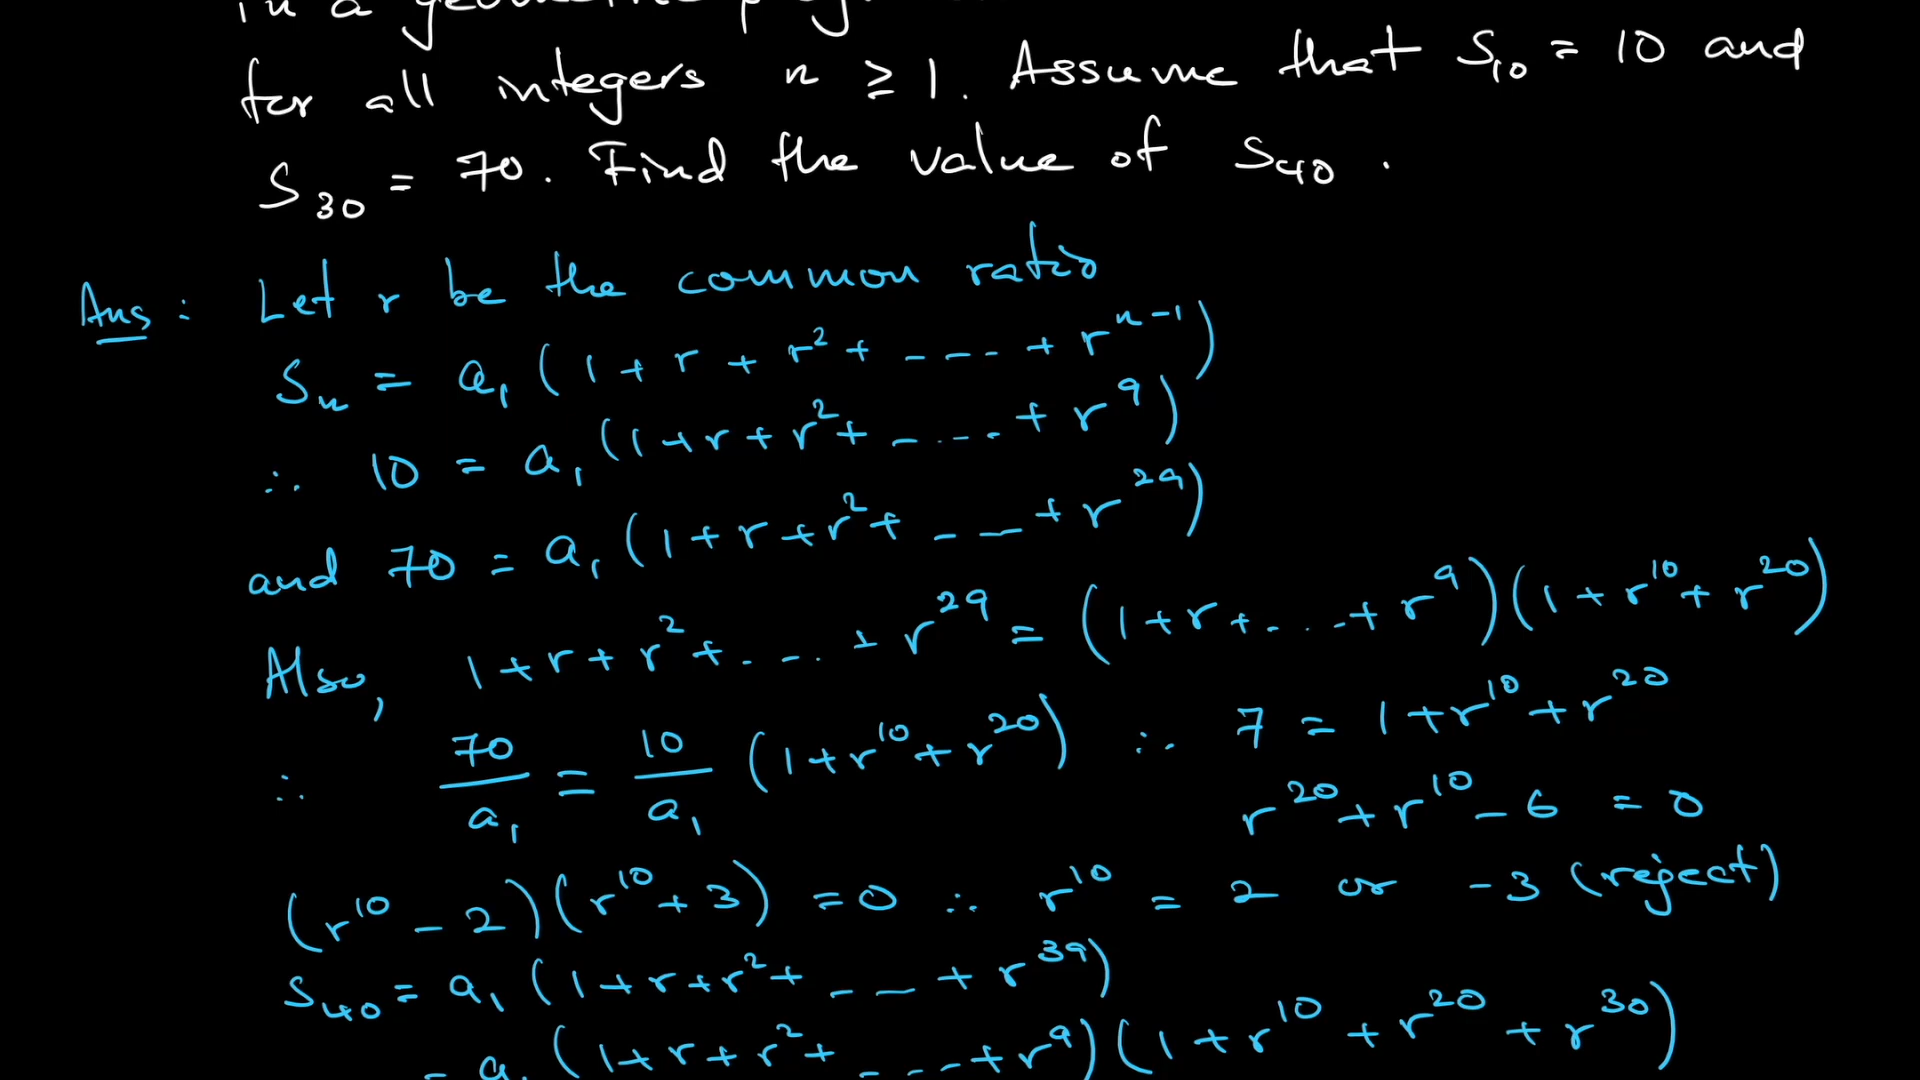 in a
for all integers n ≥ 1. Assume that S₁₀ = 10 and
S₃₀ = 70. Find the value of S₄₀.
Ans: Let r be the common ratio
Sₙ = a₁ (1 + r + r² + ---- + rⁿ⁻¹)
∴ 10 = a₁ (1 + r + r² + ----- + r⁹)
and 70 = a₁ (1 + r + r² + --- + r²⁹)
Also, 1 + r + r² + .... + r²⁹ = (1 + r + .... + r⁹)(1 + r¹⁰ + r²⁰)
∴ 70/a₁ = 10/a₁ (1 + r¹⁰ + r²⁰) ∴ 7 = 1 + r¹⁰ + r²⁰
r²⁰ + r¹⁰ - 6 = 0
(r¹⁰ - 2)(r¹⁰ + 3) = 0 ∴ r¹⁰ = 2 or -3 (reject)
S₄₀ = a₁ (1 + r + r² + --- + r³⁹)
= a₁ (1 + r + r² + ---- + r⁹)(1 + r¹⁰ + r²⁰ + r³⁰)